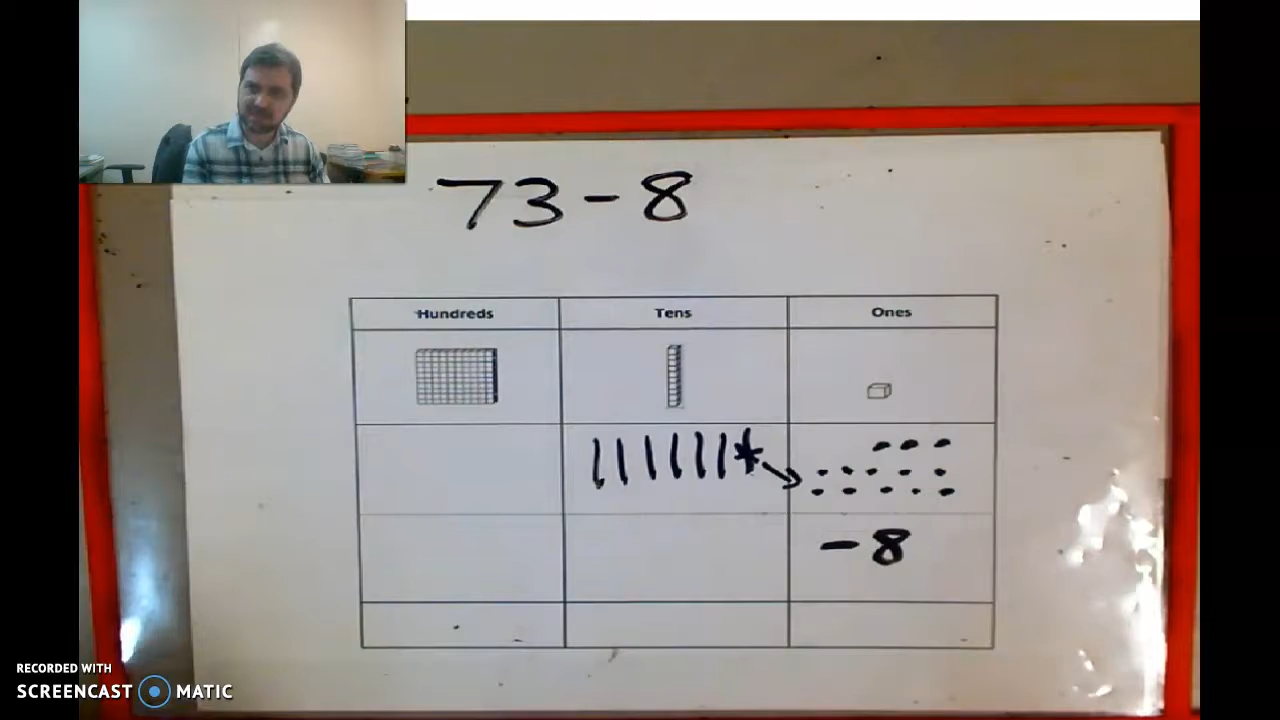 73-8
Hundreds Tens Ones
-8
RECORDED WITH
SCREENCAST MATIC